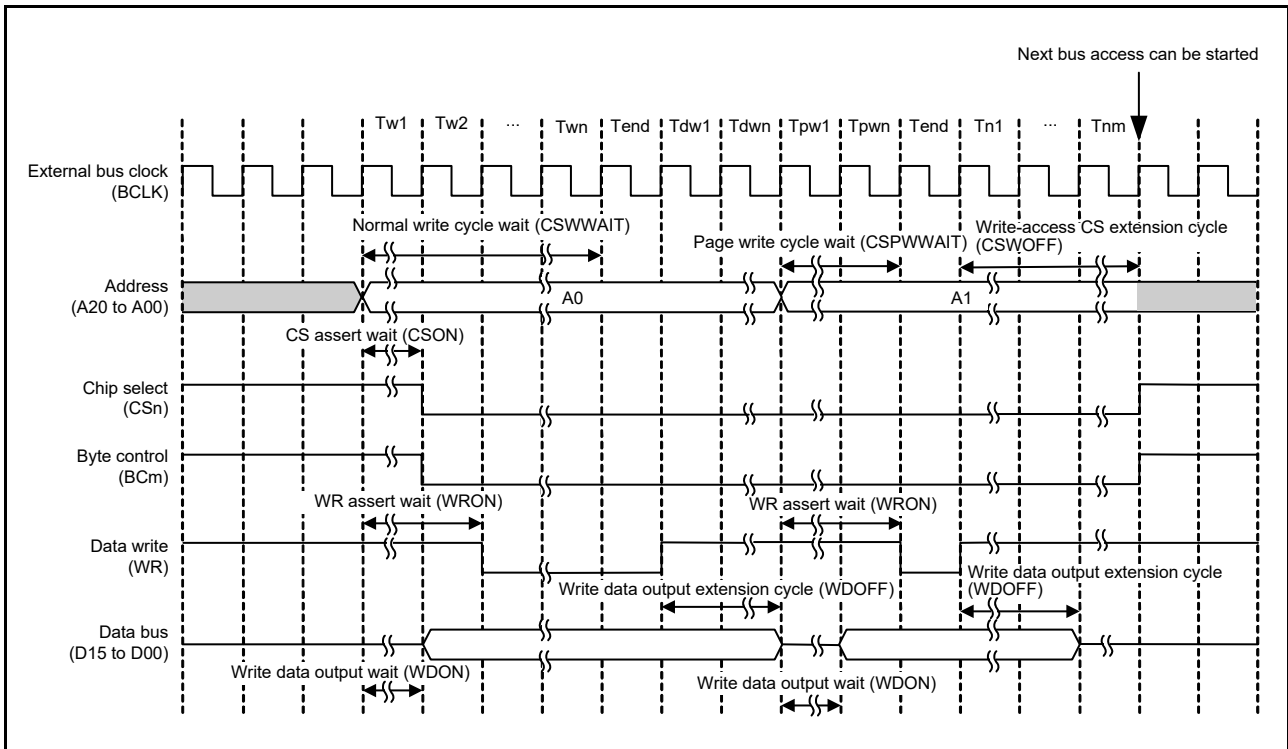 Next bus access can be started
Tw1 Tw2 ... Twn Tend Tdw1 Tdwn Tpw1 Tpwn Tend Tn1 ... Tnm
External bus clock
(BCLK)
Normal write cycle wait (CSWWAIT)
Page write cycle wait (CSPWWAIT)
Write-access CS extension cycle
(CSWOFF)
Address
(A20 to A00)
A0
A1
CS assert wait (CSON)
Chip select
(CSn)
Byte control
(BCm)
WR assert wait (WRON)
WR assert wait (WRON)
Data write
(WR)
Write data output extension cycle (WDOFF)
Write data output extension cycle
(WDOFF)
Data bus
(D15 to D00)
Write data output wait (WDON)
Write data output wait (WDON)